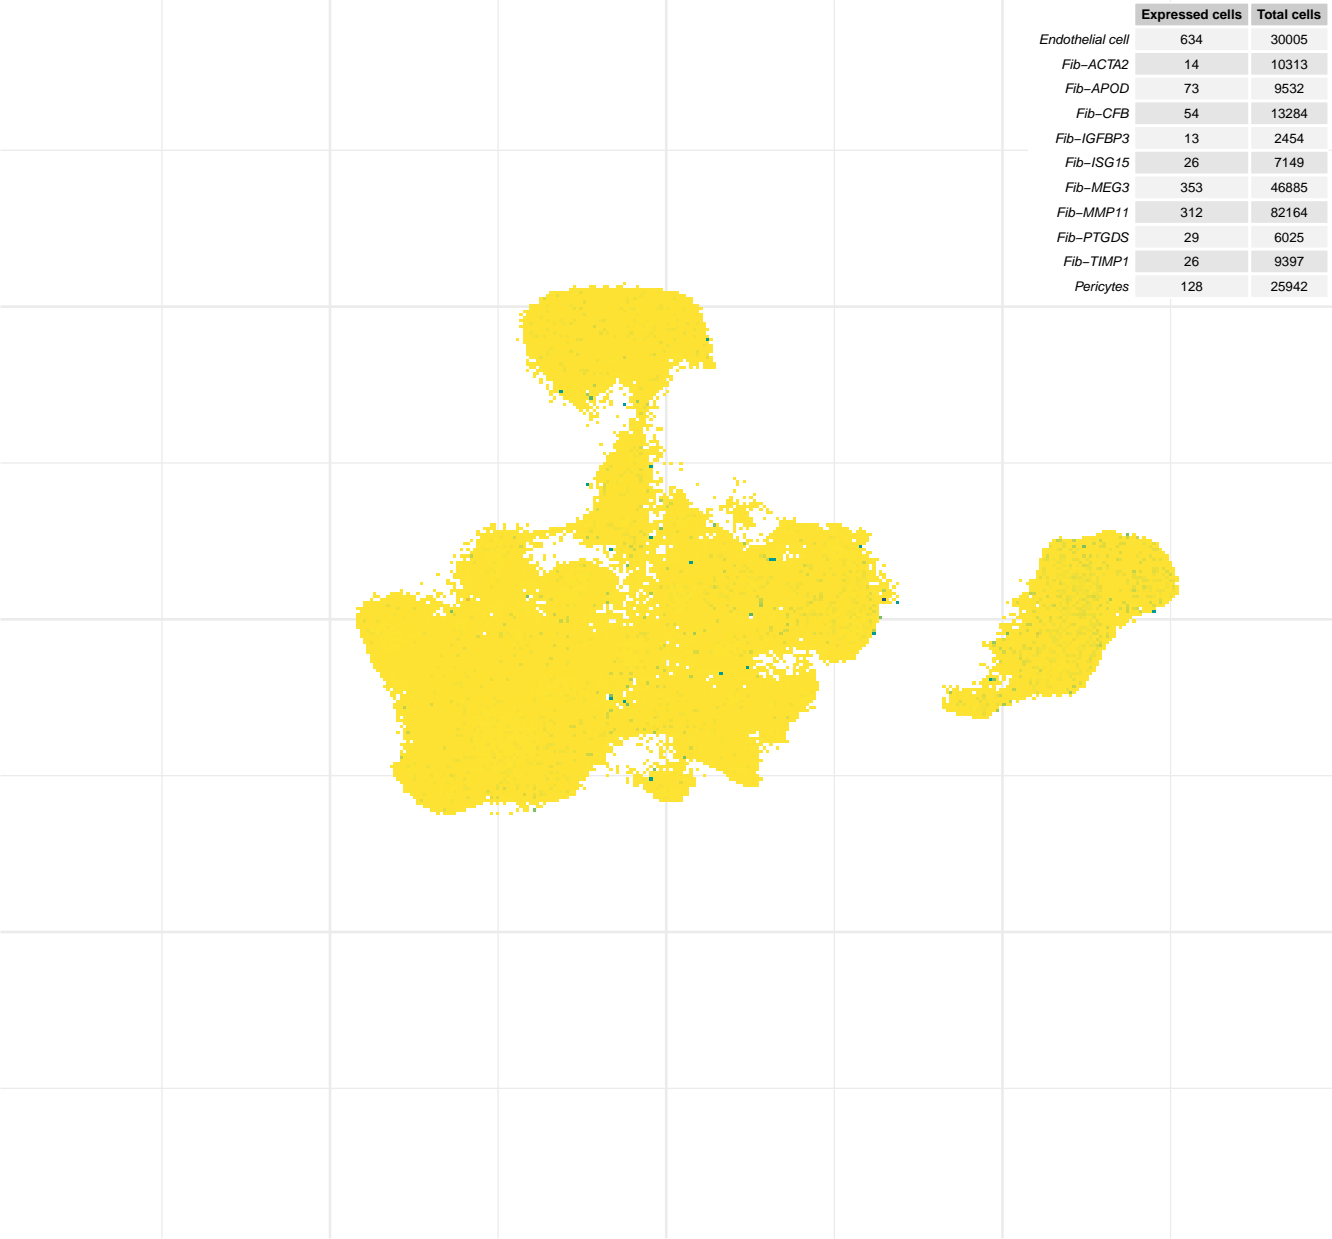 Expressed cells Total cells
Endothelial cell 634 30005
Fib−ACTA2 14 10313
Fib−APOD 73 9532
Fib−CFB 54 13284
Fib−IGFBP3 13 2454
Fib−ISG15 26 7149
Fib−MEG3 353 46885
Fib−MMP11 312 82164
Fib−PTGDS 29 6025
Fib−TIMP1 26 9397
Pericytes 128 25942